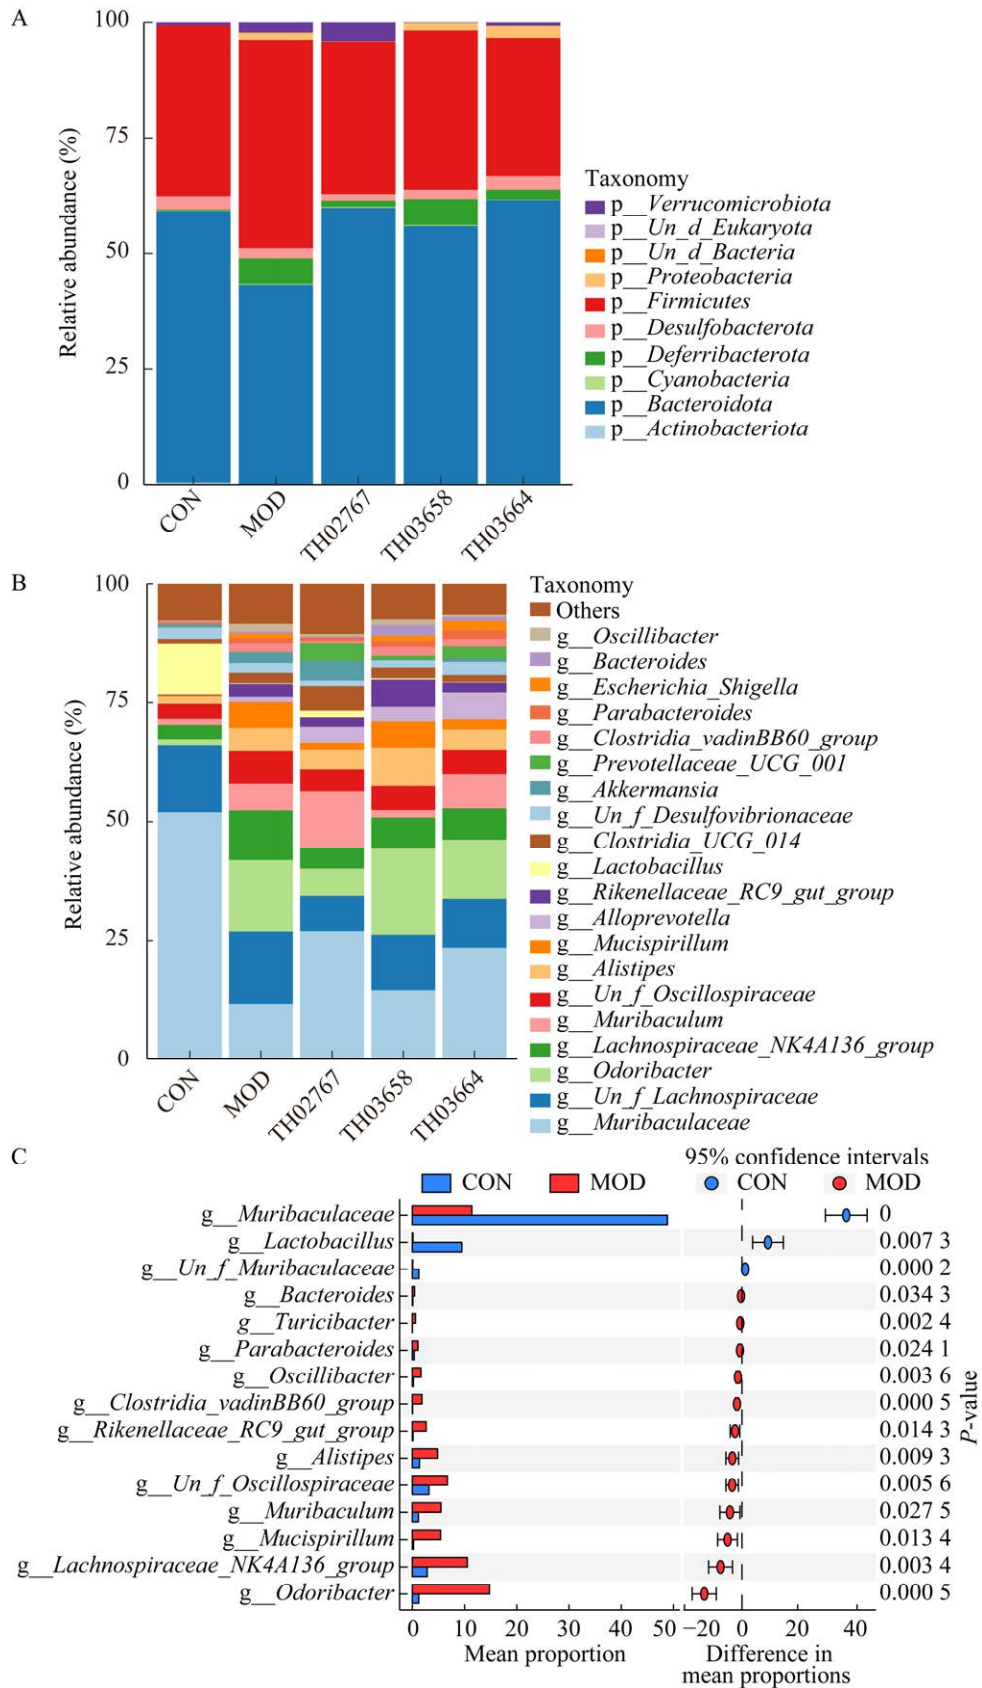 A
100
75
50
25
0
Relative abundance (%)
CON
MOD
TH02767
TH03658
TH03664
Taxonomy
p__Verrucomicrobiota
p__Un_d_Eukaryota
p__Un_d_Bacteria
p__Proteobacteria
p__Firmicutes
p__Desulfobacterota
p__Deferribacterota
p__Cyanobacteria
p__Bacteroidota
p__Actinobacteriota
B
100
75
50
25
0
Relative abundance (%)
CON
MOD
TH02767
TH03658
TH03664
Taxonomy
Others
g__Oscillibacter
g__Bacteroides
g__Escherichia_Shigella
g__Parabacteroides
g__Clostridia_vadinBB60_group
g__Prevotellaceae_UCG_001
g__Akkermansia
g__Un_f_Desulfovibrionaceae
g__Clostridia_UCG_014
g__Lactobacillus
g__Rikenellaceae_RC9_gut_group
g__Alloprevotella
g__Mucispirillum
g__Alistipes
g__Un_f_Oscillospiraceae
g__Muribaculum
g__Lachnospiraceae_NK4A136_group
g__Odoribacter
g__Un_f_Lachnospiraceae
g__Muribaculaceae
C
95% confidence intervals
CON MOD CON MOD
g__Muribaculaceae 0
g__Lactobacillus 0.007 3
g__Un_f_Muribaculaceae 0.000 2
g__Bacteroides 0.034 3
g__Turicibacter 0.002 4
g__Parabacteroides 0.024 1
g__Oscillibacter 0.003 6
g__Clostridia_vadinBB60_group 0.000 5
g__Rikenellaceae_RC9_gut_group 0.014 3
g__Alistipes 0.009 3
g__Un_f_Oscillospiraceae 0.005 6
g__Muribaculum 0.027 5
g__Mucispirillum 0.013 4
g__Lachnospiraceae_NK4A136_group 0.003 4
g__Odoribacter 0.000 5
P-value
0 10 20 30 40 50 −20 0 20 40
Mean proportion
Difference in
mean proportions